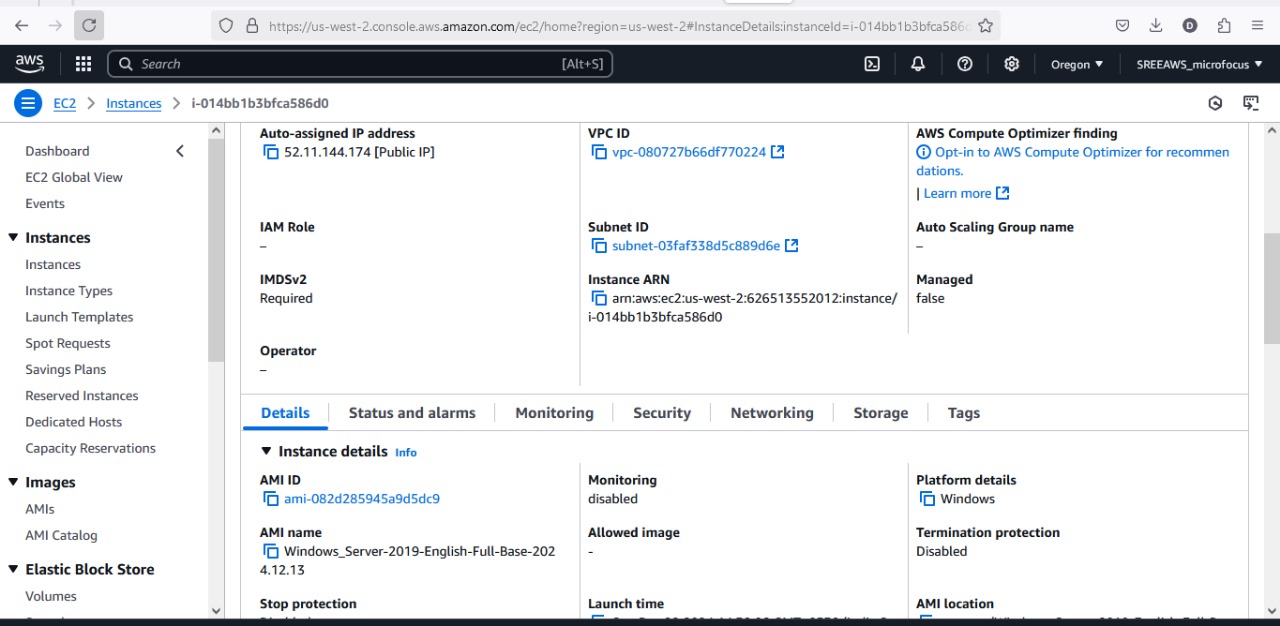 https://us-west-2.console.aws.amazon.com/ec2/home?region=us-west-2#InstanceDetails:instanceId=i-014bb1b3bfca586d
D
aws
Search [Alt+S]
Oregon
SREEAWS_microfocus
EC2 > Instances > i-014bb1b3bfca586d0
Dashboard
EC2 Global View
Events
Instances
Instances
Instance Types
Launch Templates
Spot Requests
Savings Plans
Reserved Instances
Dedicated Hosts
Capacity Reservations
Images
AMIs
AMI Catalog
Elastic Block Store
Volumes
Auto-assigned IP address
52.11.144.174 [Public IP]
VPC ID
vpc-080727b66df770224
AWS Compute Optimizer finding
Opt-in to AWS Compute Optimizer for recommen
dations.
| Learn more
IAM Role
–
Subnet ID
subnet-03faf338d5c889d6e
Auto Scaling Group name
–
IMDSv2
Required
Instance ARN
arn:aws:ec2:us-west-2:626513552012:instance/
i-014bb1b3bfca586d0
Managed
false
Operator
–
Details
Status and alarms
Monitoring
Security
Networking
Storage
Tags
Instance details Info
AMI ID
ami-082d285945a9d5dc9
Monitoring
disabled
Platform details
Windows
AMI name
Windows_Server-2019-English-Full-Base-202
4.12.13
Allowed image
-
Termination protection
Disabled
Stop protection
Launch time
AMI location